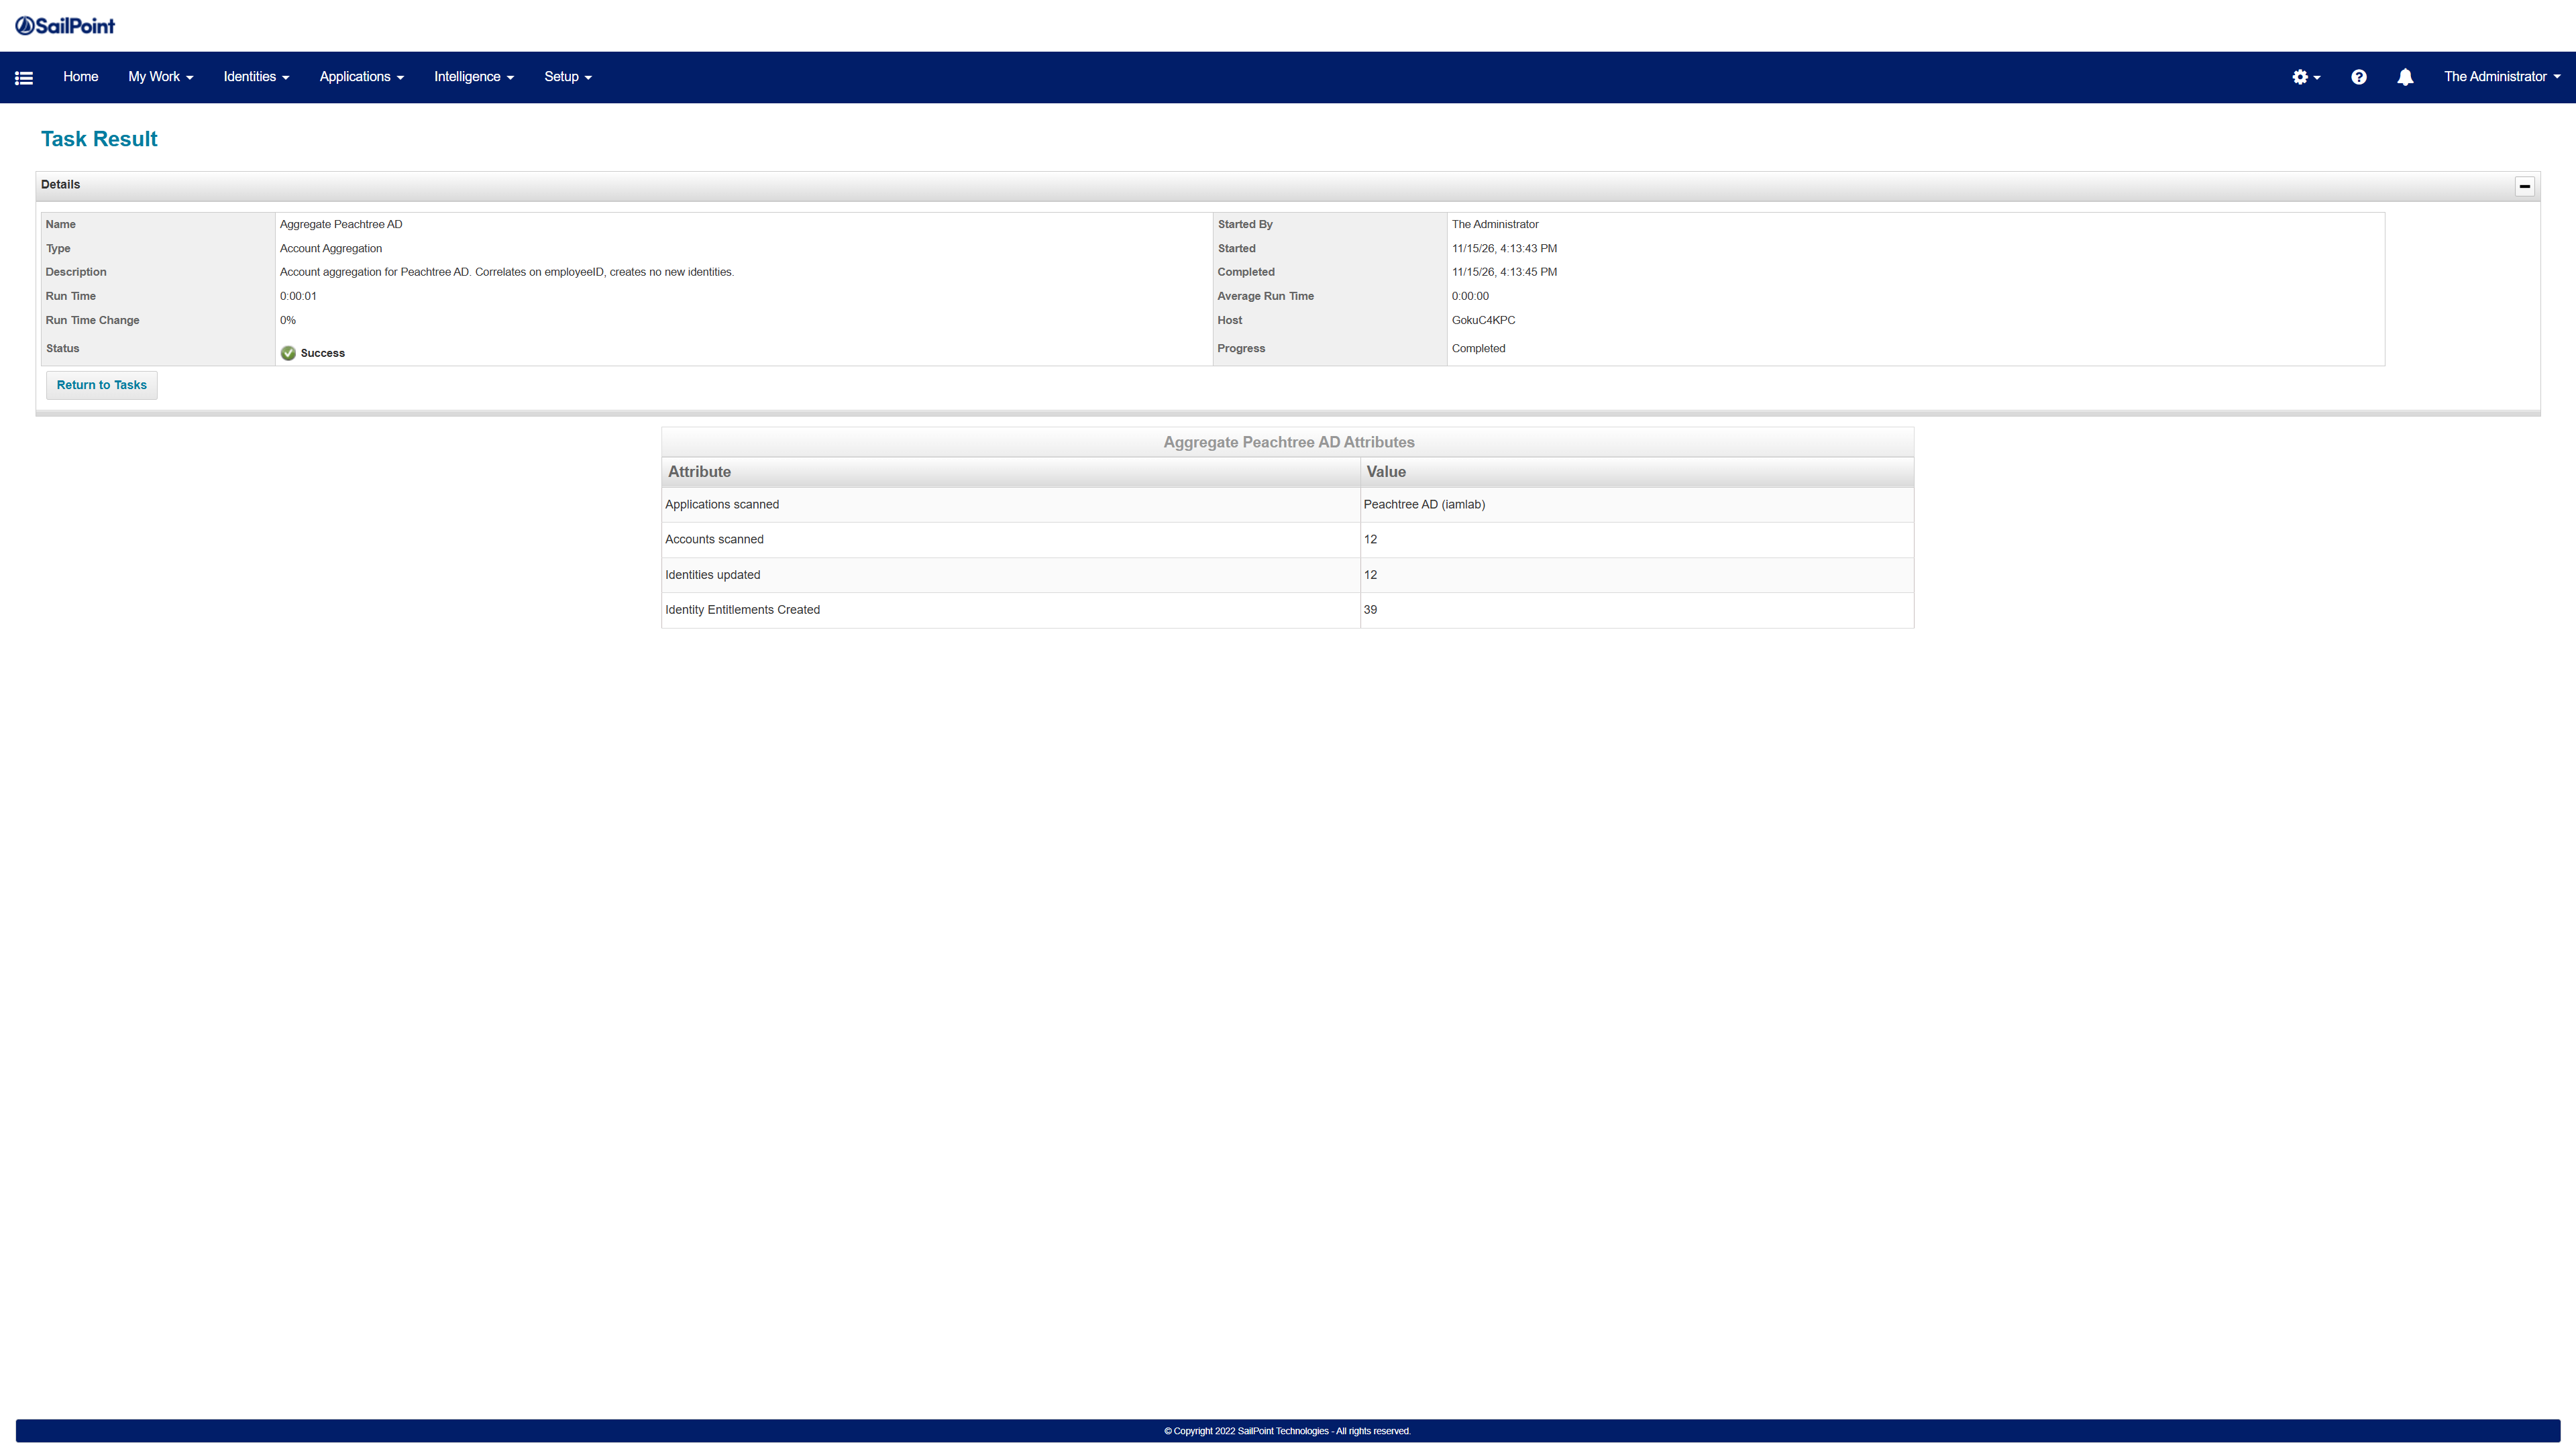 SailPoint
Home My Work Identities Applications Intelligence Setup The Administrator
Task Result
Details
Name Aggregate Peachtree AD Started By The Administrator
Type Account Aggregation Started 11/15/26, 4:13:43 PM
Description Account aggregation for Peachtree AD. Correlates on employeeID, creates no new identities. Completed 11/15/26, 4:13:45 PM
Run Time 0:00:01 Average Run Time 0:00:00
Run Time Change 0% Host GokuC4KPC
Status Success Progress Completed
Return to Tasks
Aggregate Peachtree AD Attributes
Attribute Value
Applications scanned Peachtree AD (iamlab)
Accounts scanned 12
Identities updated 12
Identity Entitlements Created 39
© Copyright 2022 SailPoint Technologies - All rights reserved.